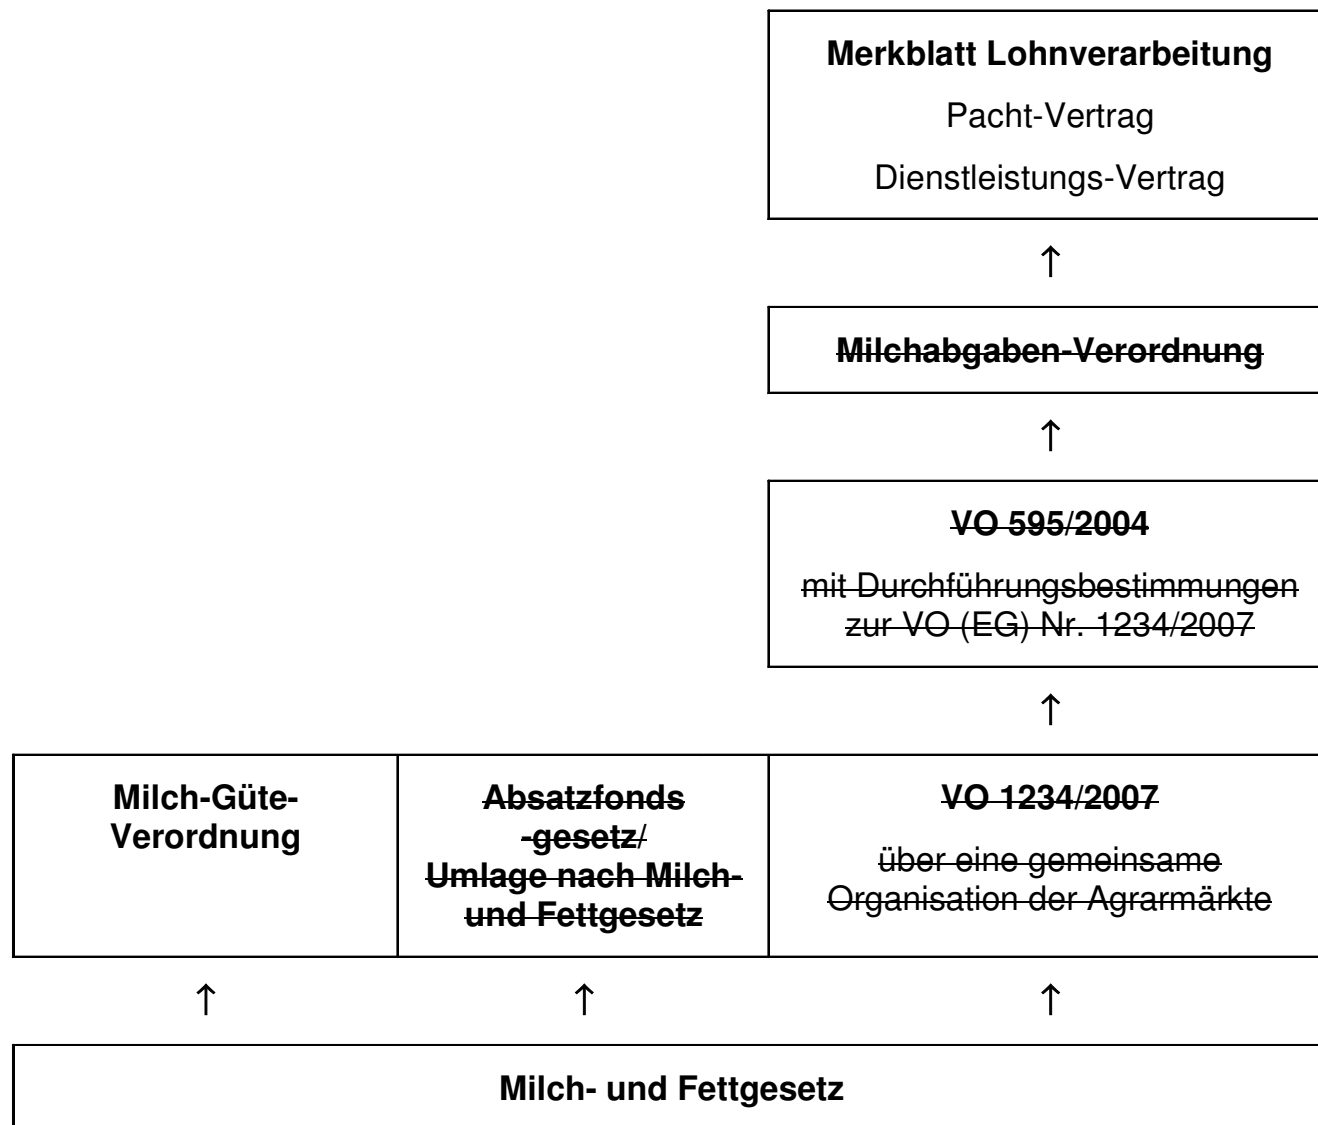 Merkblatt Lohnverarbeitung
Pacht-Vertrag
Dienstleistungs-Vertrag
↑
Milchabgaben-Verordnung
↑
VO 595/2004
mit Durchführungsbestimmungen
zur VO (EG) Nr. 1234/2007
↑
Milch-Güte-
Verordnung
Absatzfonds
-gesetz/
Umlage nach Milch-
und Fettgesetz
VO 1234/2007
über eine gemeinsame
Organisation der Agrarmärkte
↑ ↑ ↑
Milch- und Fettgesetz